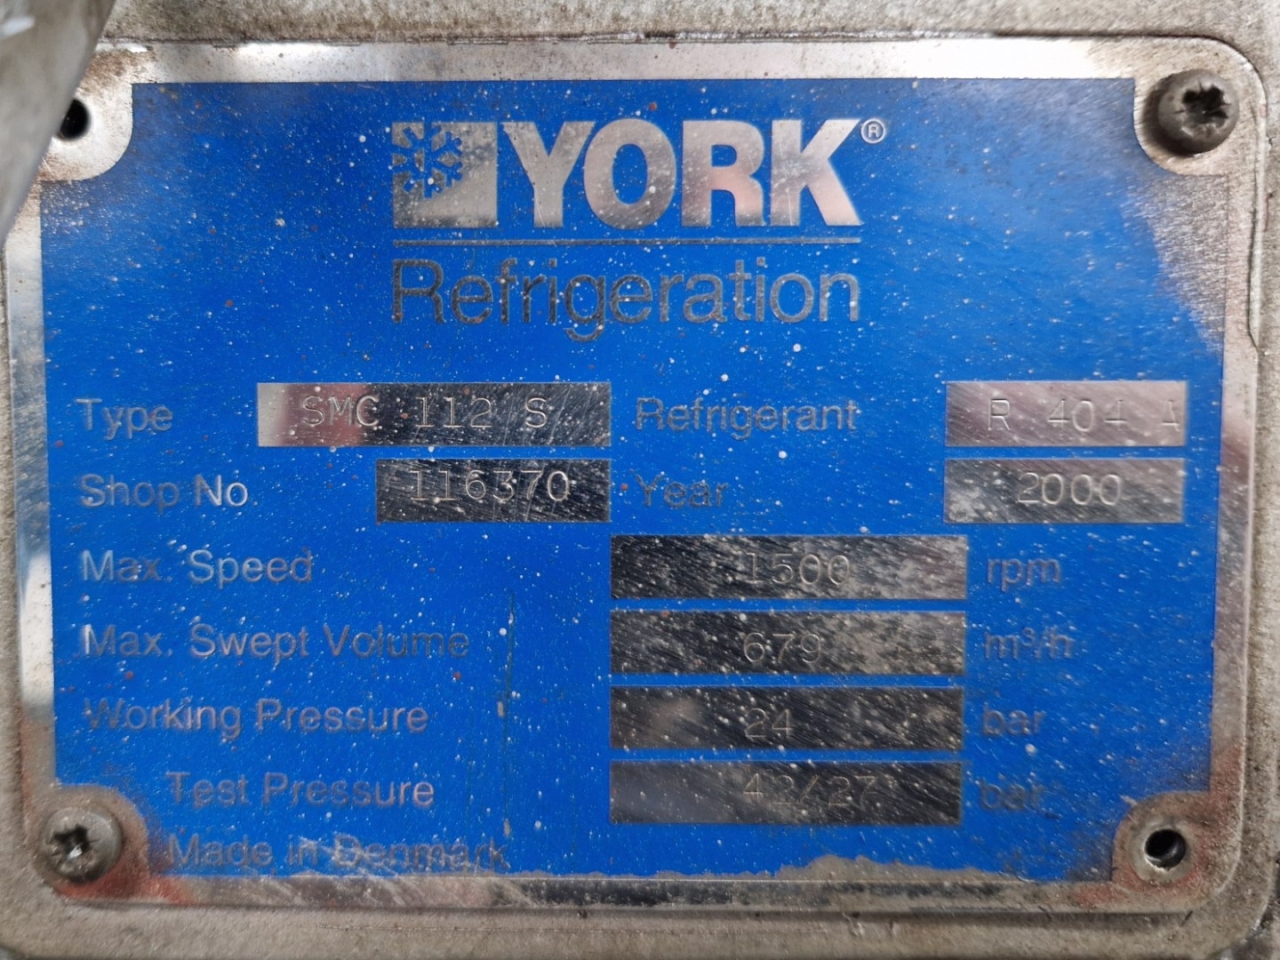 YORK®
Refrigeration
Type SMC 112 S Refrigerant R 404 A
Shop No. 116370 Year 2000
Max. Speed 1500 rpm
Max. Swept Volume 679 m³/h
Working Pressure 24 bar
Test Pressure 42/27 bar
Made in Denmark